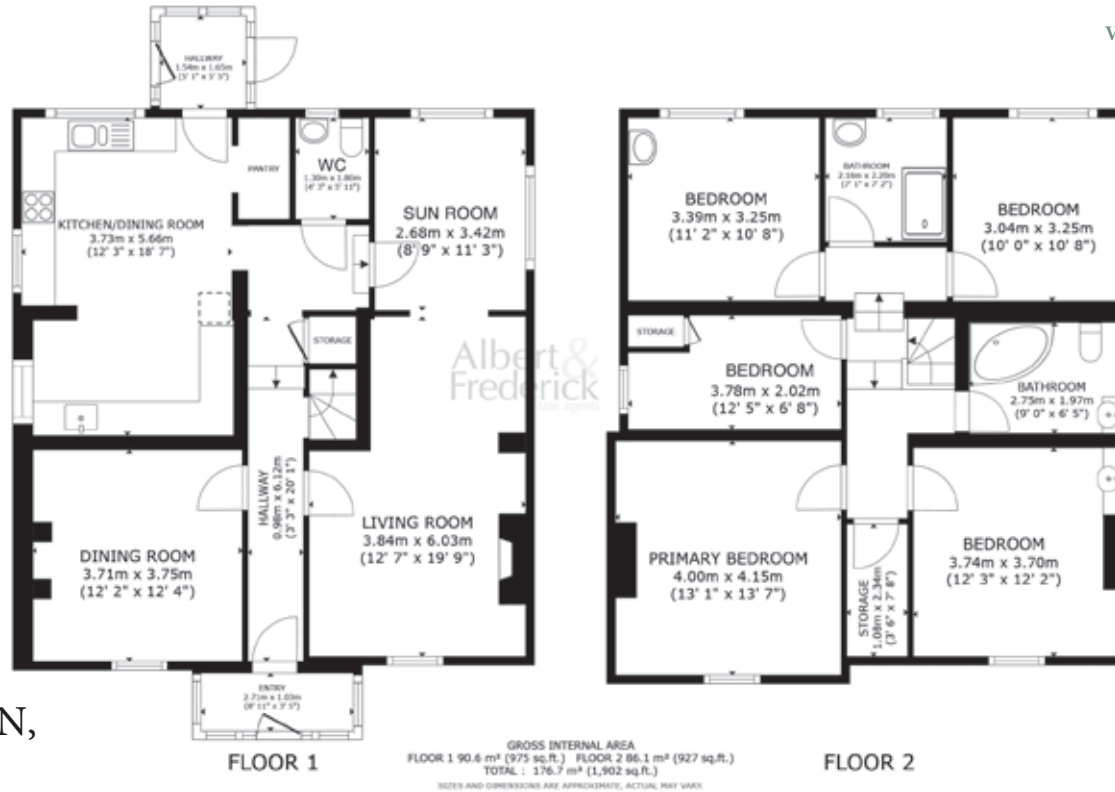 HALLWAY
1.54m x 1.65m
(5' 1" x 5' 5")
KITCHEN/DINING ROOM
3.73m x 5.66m
(12' 3" x 18' 7")
PANTRY
WC
1.30m x 1.80m
(4' 3" x 5' 11")
SUN ROOM
2.68m x 3.42m
(8' 9" x 11' 3")
STORAGE
HALLWAY
0.98m x 6.12m
(3' 3" x 20' 1")
LIVING ROOM
3.84m x 6.03m
(12' 7" x 19' 9")
DINING ROOM
3.71m x 3.75m
(12' 2" x 12' 4")
ENTRY
2.71m x 1.03m
(8' 11" x 3' 5")
N,
FLOOR 1
Albert &
Frederick
BEDROOM
3.39m x 3.25m
(11' 2" x 10' 8")
BATHROOM
2.16m x 2.20m
(7' 1" x 7' 2")
BEDROOM
3.04m x 3.25m
(10' 0" x 10' 8")
STORAGE
BEDROOM
3.78m x 2.02m
(12' 5" x 6' 8")
BATHROOM
2.75m x 1.97m
(9' 0" x 6' 5")
PRIMARY BEDROOM
4.00m x 4.15m
(13' 1" x 13' 7")
STORAGE
1.08m x 2.34m
(3' 6" x 7' 8")
BEDROOM
3.74m x 3.70m
(12' 3" x 12' 2")
FLOOR 2
GROSS INTERNAL AREA
FLOOR 1 90.6 m² (975 sq.ft.) FLOOR 2 86.1 m² (927 sq.ft.)
TOTAL : 176.7 m² (1,902 sq.ft.)
SIZES AND DIMENSIONS ARE APPROXIMATE, ACTUAL MAY VARY.